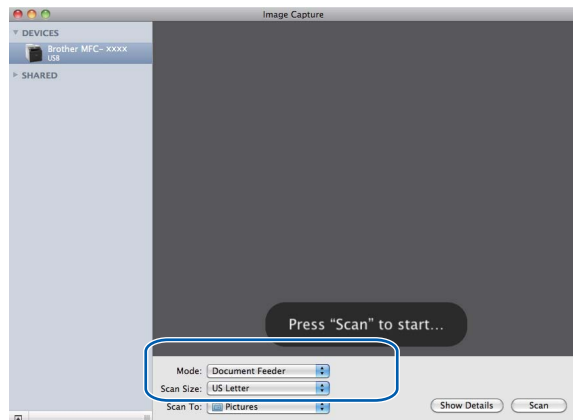 Image Capture
DEVICES
Brother MFC- XXXX
USB
SHARED
Press “Scan” to start...
Mode: Document Feeder
Scan Size: US Letter
Scan To: Pictures
Show Details Scan